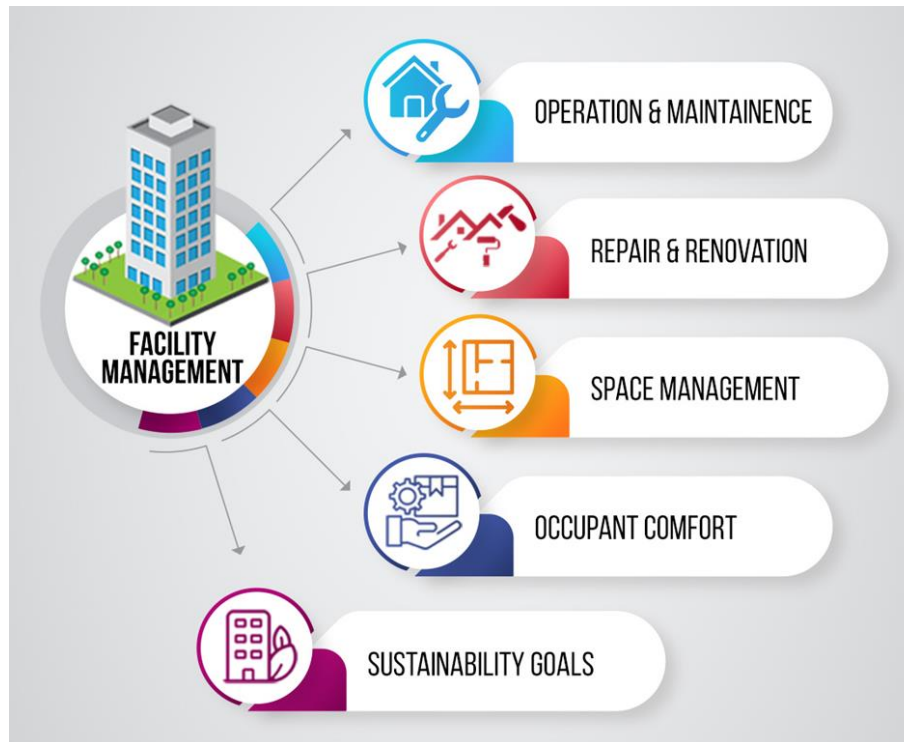 FACILITY
MANAGEMENT
OPERATION & MAINTAINENCE
REPAIR & RENOVATION
SPACE MANAGEMENT
OCCUPANT COMFORT
SUSTAINABILITY GOALS